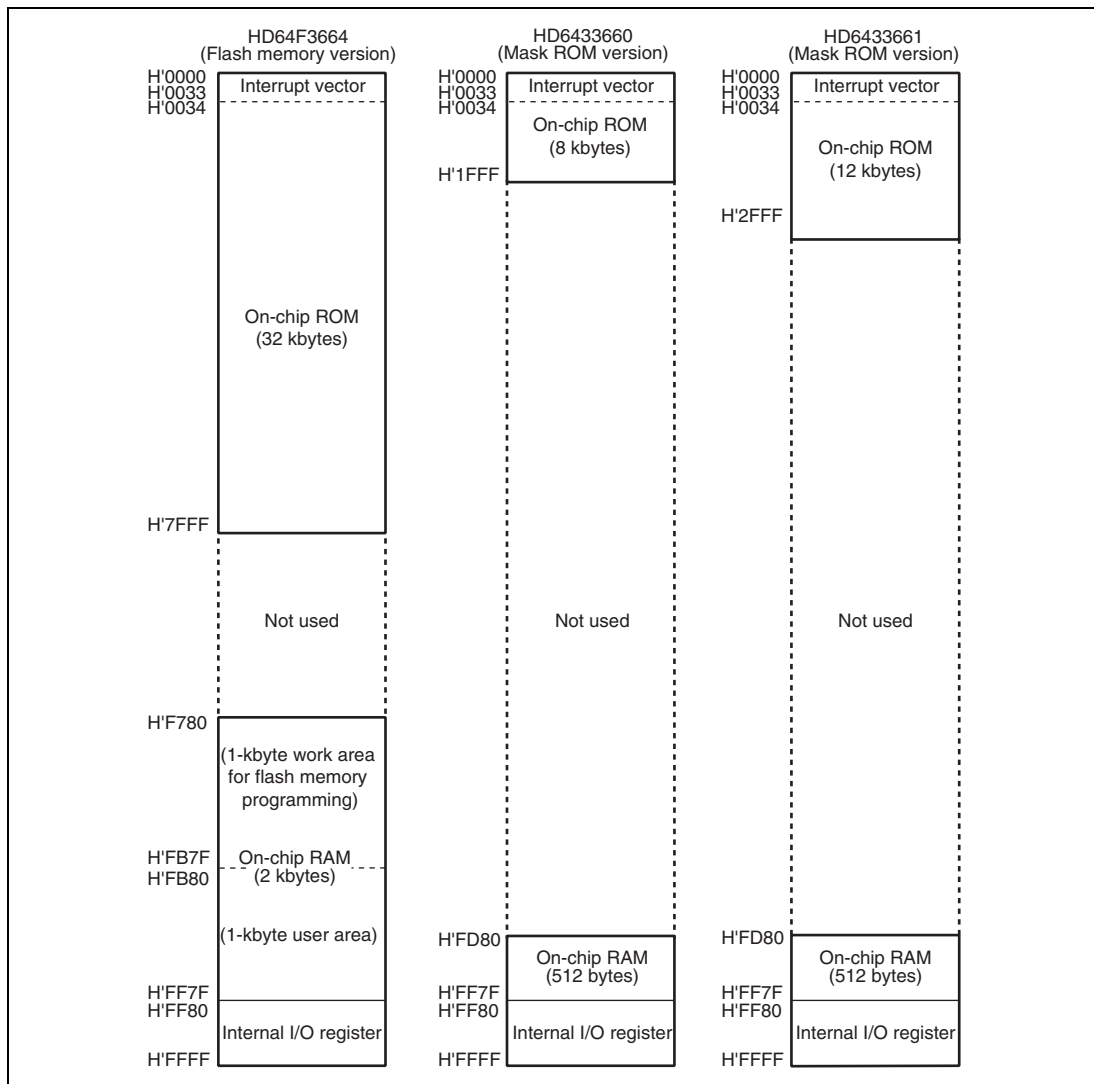 HD64F3664
(Flash memory version)
H'0000
Interrupt vector
H'0033
H'0034
On-chip ROM
(32 kbytes)
H'7FFF
Not used
H'F780
(1-kbyte work area
for flash memory
programming)
H'FB7F
On-chip RAM
(2 kbytes)
H'FB80
(1-kbyte user area)
H'FF7F
H'FF80
Internal I/O register
H'FFFF
HD6433660
(Mask ROM version)
H'0000
Interrupt vector
H'0033
H'0034
On-chip ROM
(8 kbytes)
H'1FFF
Not used
H'FD80
On-chip RAM
(512 bytes)
H'FF7F
H'FF80
Internal I/O register
H'FFFF
HD6433661
(Mask ROM version)
H'0000
Interrupt vector
H'0033
H'0034
On-chip ROM
(12 kbytes)
H'2FFF
Not used
H'FD80
On-chip RAM
(512 bytes)
H'FF7F
H'FF80
Internal I/O register
H'FFFF